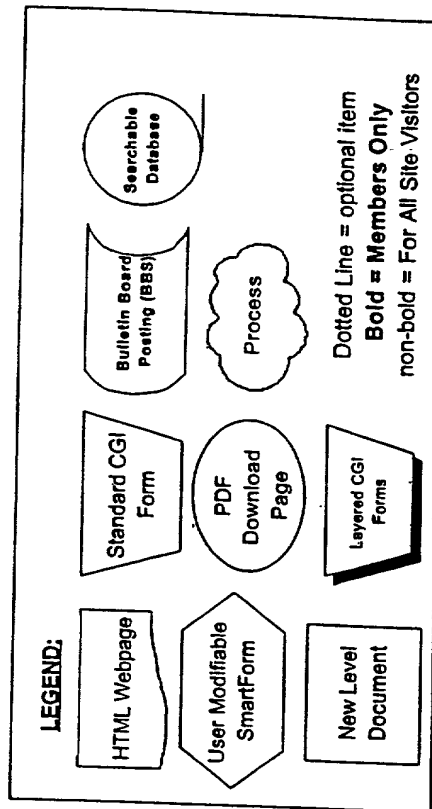 LEGEND:
HTML Webpage
Standard CGI
Form
Bulletin Board
Posting (BBS)
Searchable
Database
User Modifiable
SmartForm
PDF
Download
Page
Process
New Level
Document
Layered CGI
Forms
Dotted Line = optional item
Bold = Members Only
non-bold = For All Site Visitors